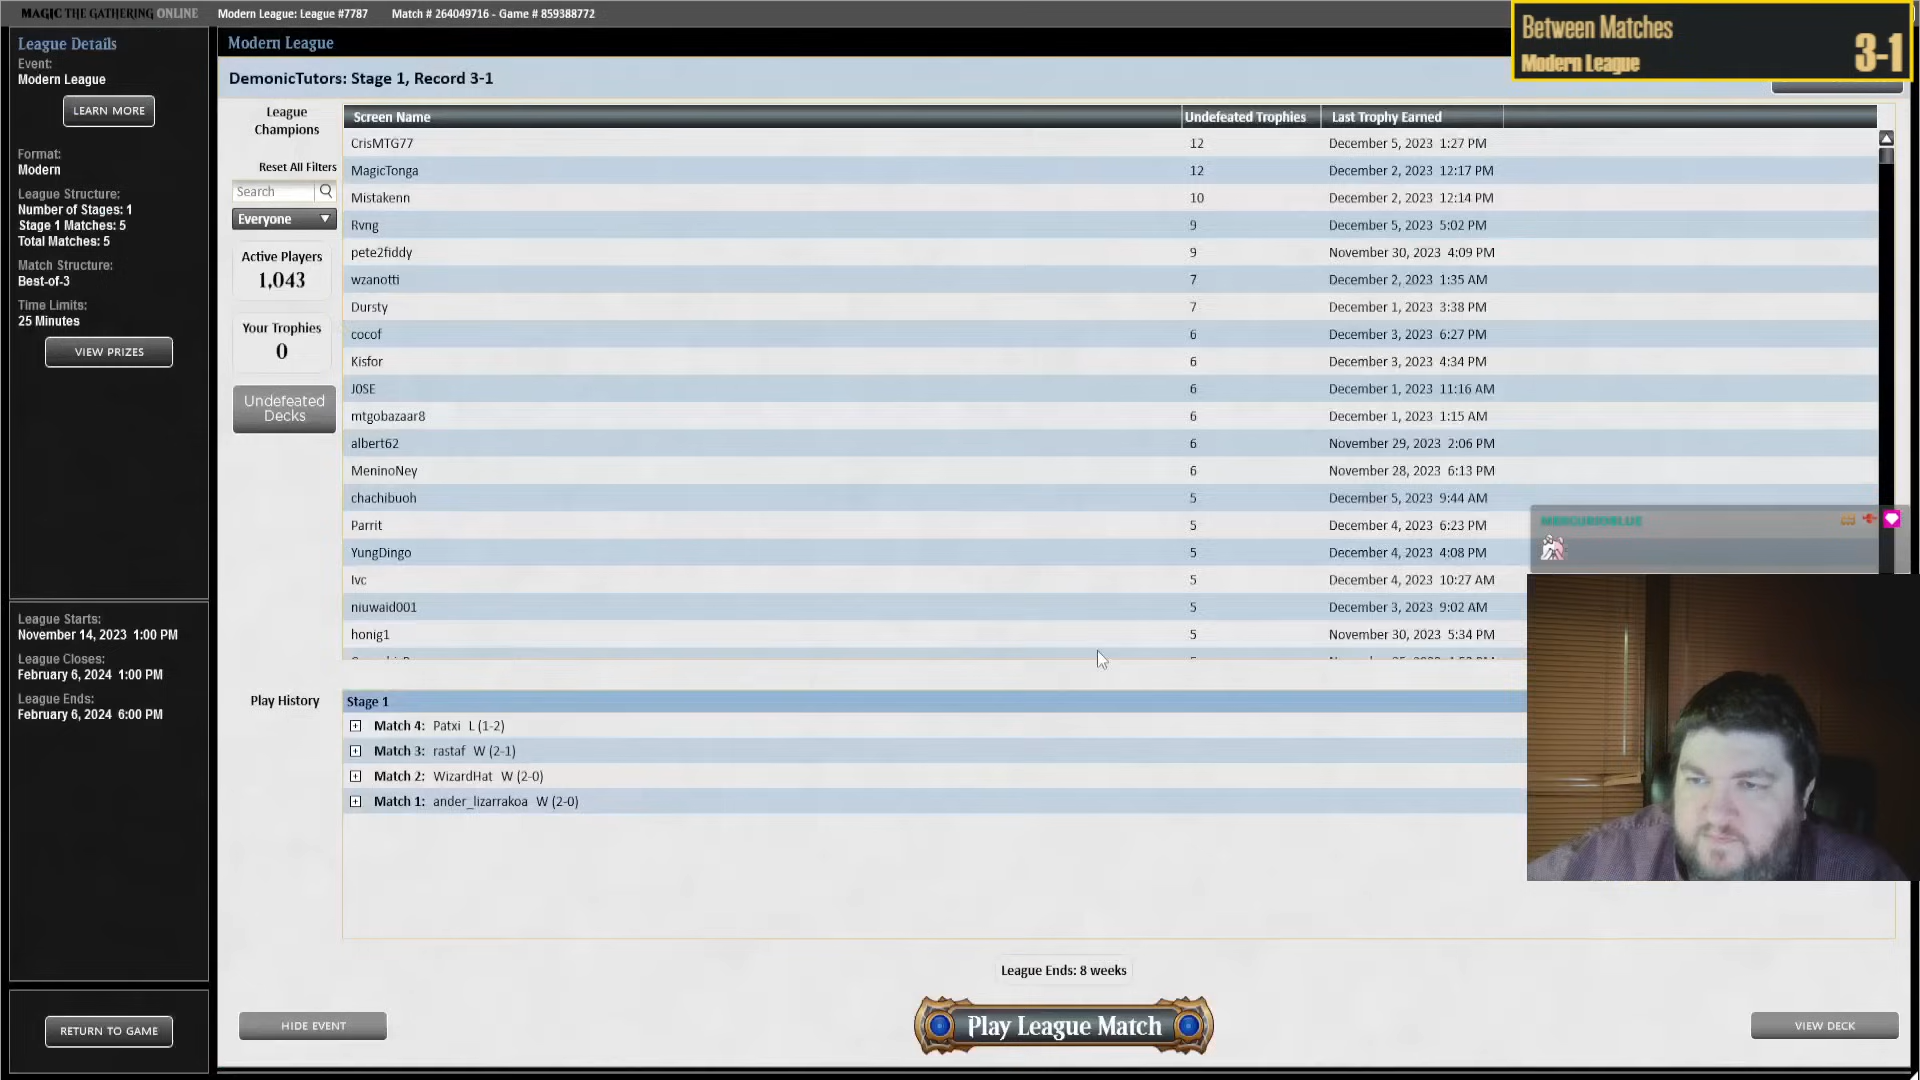 MAGIC THE GATHERING ONLINE
Modern League: League #7787
Match # 264049716 - Game # 859388772
League Details
Event:
Modern League
LEARN MORE
Format:
Modern
League Structure:
Number of Stages: 1
Stage 1 Matches: 5
Total Matches: 5
Match Structure:
Best-of-3
Time Limits:
25 Minutes
VIEW PRIZES
League Starts:
November 14, 2023 1:00 PM
League Closes:
February 6, 2024 1:00 PM
League Ends:
February 6, 2024 6:00 PM
RETURN TO GAME
Modern League
Between Matches
Modern League
3-1
DemonicTutors: Stage 1, Record 3-1
League Champions
Reset All Filters
Search
Everyone
Active Players
1,043
Your Trophies
0
Undefeated Decks
Screen Name Undefeated Trophies Last Trophy Earned
CrisMTG77 12 December 5, 2023 1:27 PM
MagicTonga 12 December 2, 2023 12:17 PM
Mistakenn 10 December 2, 2023 12:14 PM
Rvng 9 December 5, 2023 5:02 PM
pete2fiddy 9 November 30, 2023 4:09 PM
wzanotti 7 December 2, 2023 1:35 AM
Dursty 7 December 1, 2023 3:38 PM
cocof 6 December 3, 2023 6:27 PM
Kisfor 6 December 3, 2023 4:34 PM
JOSE 6 December 1, 2023 11:16 AM
mtgobazaar8 6 December 1, 2023 1:15 AM
albert62 6 November 29, 2023 2:06 PM
MeninoNey 6 November 28, 2023 6:13 PM
chachibuoh 5 December 5, 2023 9:44 AM
Parrit 5 December 4, 2023 6:23 PM
YungDingo 5 December 4, 2023 4:08 PM
lvc 5 December 4, 2023 10:27 AM
niuwaid001 5 December 3, 2023 9:02 AM
honig1 5 November 30, 2023 5:34 PM
MERCURIOBLUE
Play History
Stage 1
Match 4: Patxi L (1-2)
Match 3: rastaf W (2-1)
Match 2: WizardHat W (2-0)
Match 1: ander_lizarrakoa W (2-0)
League Ends: 8 weeks
HIDE EVENT
Play League Match
VIEW DECK